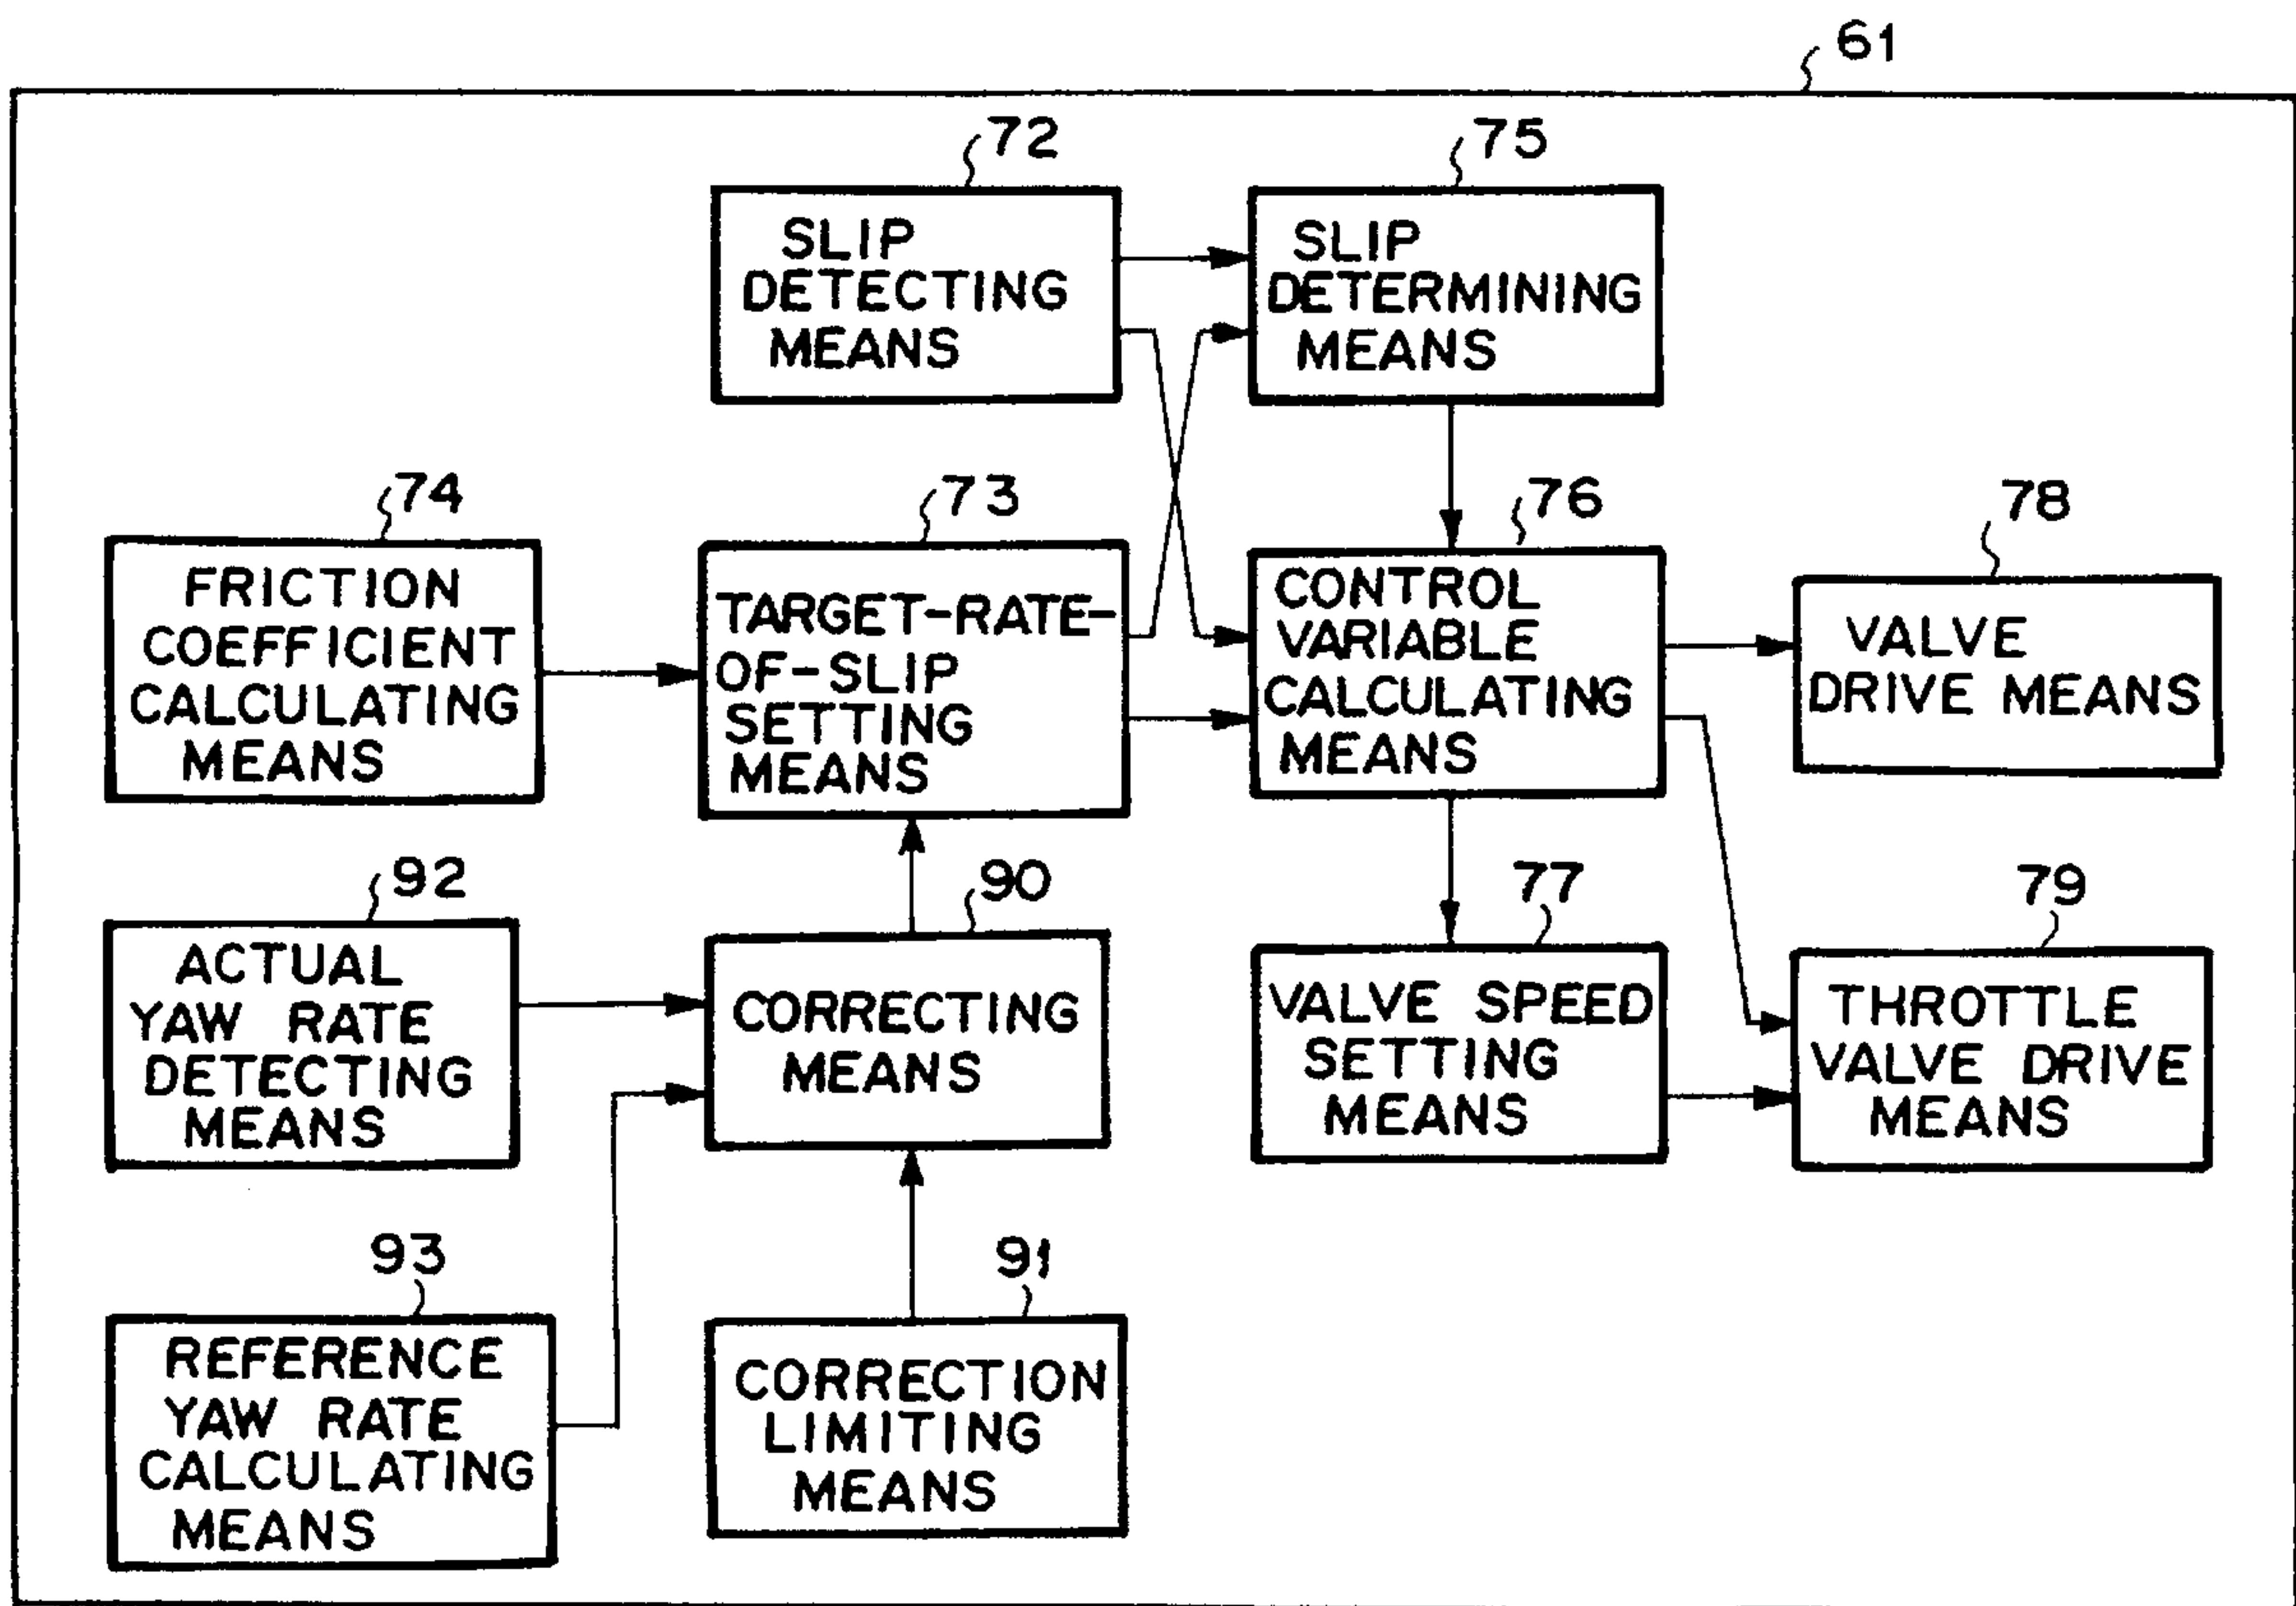 61
72
SLIP
DETECTING
MEANS
75
SLIP
DETERMINING
MEANS
74
FRICTION
COEFFICIENT
CALCULATING
MEANS
73
TARGET-RATE-
OF-SLIP
SETTING
MEANS
76
CONTROL
VARIABLE
CALCULATING
MEANS
78
VALVE
DRIVE MEANS
92
ACTUAL
YAW RATE
DETECTING
MEANS
90
CORRECTING
MEANS
77
VALVE SPEED
SETTING
MEANS
79
THROTTLE
VALVE DRIVE
MEANS
93
REFERENCE
YAW RATE
CALCULATING
MEANS
91
CORRECTION
LIMITING
MEANS